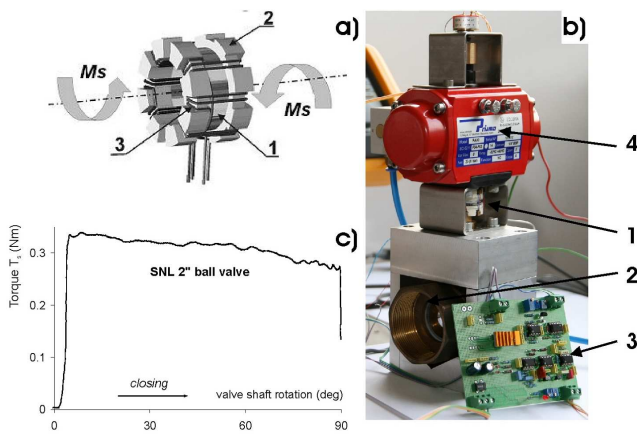 a)
2
Ms
Ms
3
1
b)
Prisma
4
1
2
3
c)
Torque Ts (Nm)
0.3
0.2
0.1
0
SNL 2" ball valve
closing
valve shaft rotation (deg)
0
30
60
90